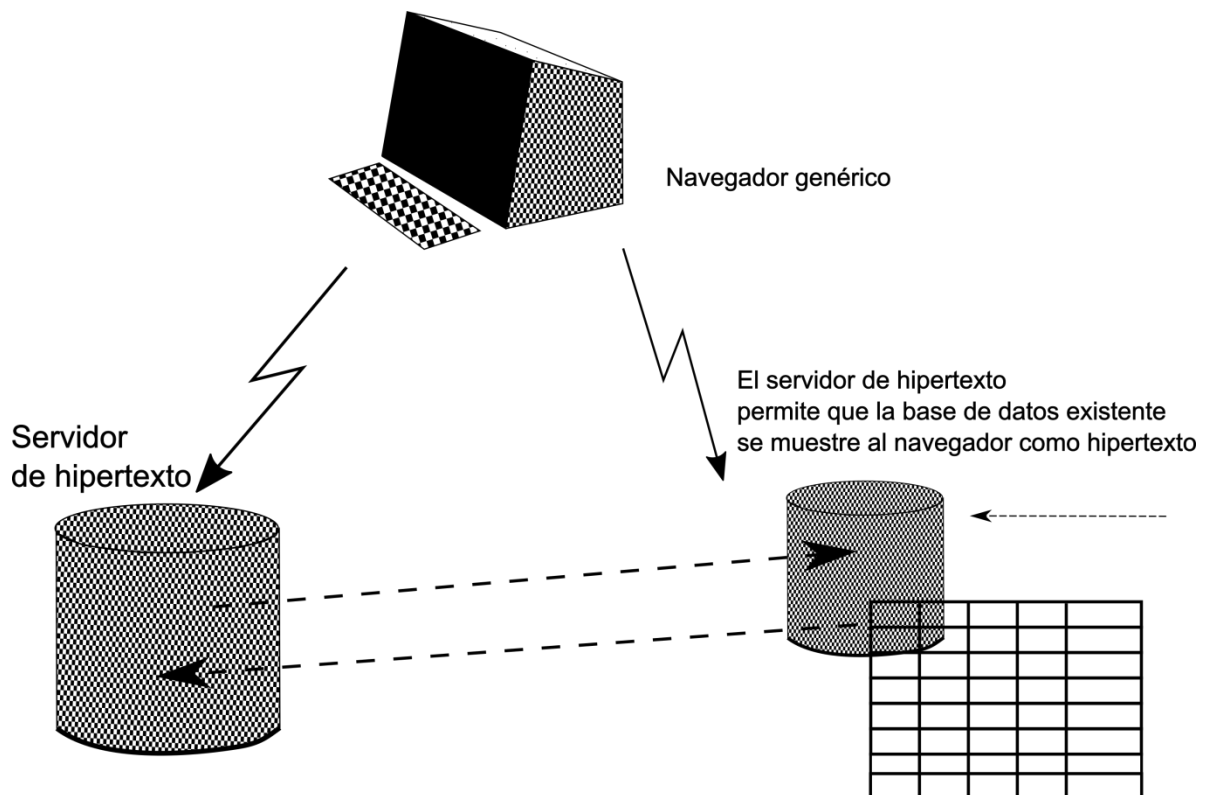 Navegador genérico
El servidor de hipertexto
permite que la base de datos existente
se muestre al navegador como hipertexto
Servidor
de hipertexto